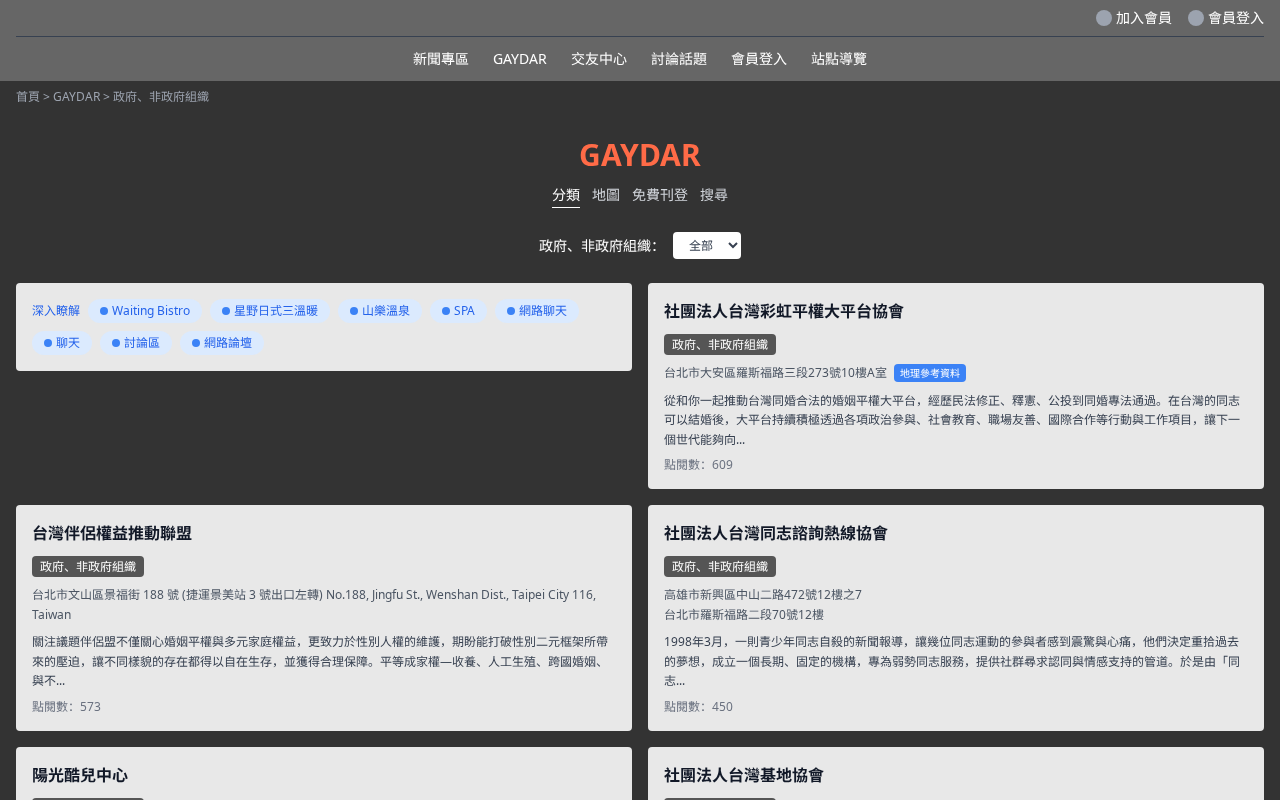 加入會員 會員登入
新聞專區 GAYDAR 交友中心 討論話題 會員登入 站點導覽
首頁 > GAYDAR > 政府、非政府組織
GAYDAR
分類 地圖 免費刊登 搜尋
政府、非政府組織： 全部
深入瞭解 Waiting Bistro 星野日式三溫暖 山樂溫泉 SPA 網路聊天
聊天 討論區 網路論壇
社團法人台灣彩虹平權大平台協會
政府、非政府組織
台北市大安區羅斯福路三段273號10樓A室 地理參考資料
從和你一起推動台灣同婚合法的婚姻平權大平台，經歷民法修正、釋憲、公投到同婚專法通過。在台灣的同志
可以結婚後，大平台持續積極透過各項政治參與、社會教育、職場友善、國際合作等行動與工作項目，讓下一
個世代能夠向...
點閱數：609
台灣伴侶權益推動聯盟
政府、非政府組織
台北市文山區景福街 188 號 (捷運景美站 3 號出口左轉) No.188, Jingfu St., Wenshan Dist., Taipei City 116,
Taiwan
關注議題伴侶盟不僅關心婚姻平權與多元家庭權益，更致力於性別人權的維護，期盼能打破性別二元框架所帶
來的壓迫，讓不同樣貌的存在都得以自在生存，並獲得合理保障。平等成家權—收養、人工生殖、跨國婚姻、
與不...
點閱數：573
社團法人台灣同志諮詢熱線協會
政府、非政府組織
高雄市新興區中山二路472號12樓之7
台北市羅斯福路二段70號12樓
1998年3月，一則青少年同志自殺的新聞報導，讓幾位同志運動的參與者感到震驚與心痛，他們決定重拾過去
的夢想，成立一個長期、固定的機構，專為弱勢同志服務，提供社群尋求認同與情感支持的管道。於是由「同
志...
點閱數：450
陽光酷兒中心
社團法人台灣基地協會